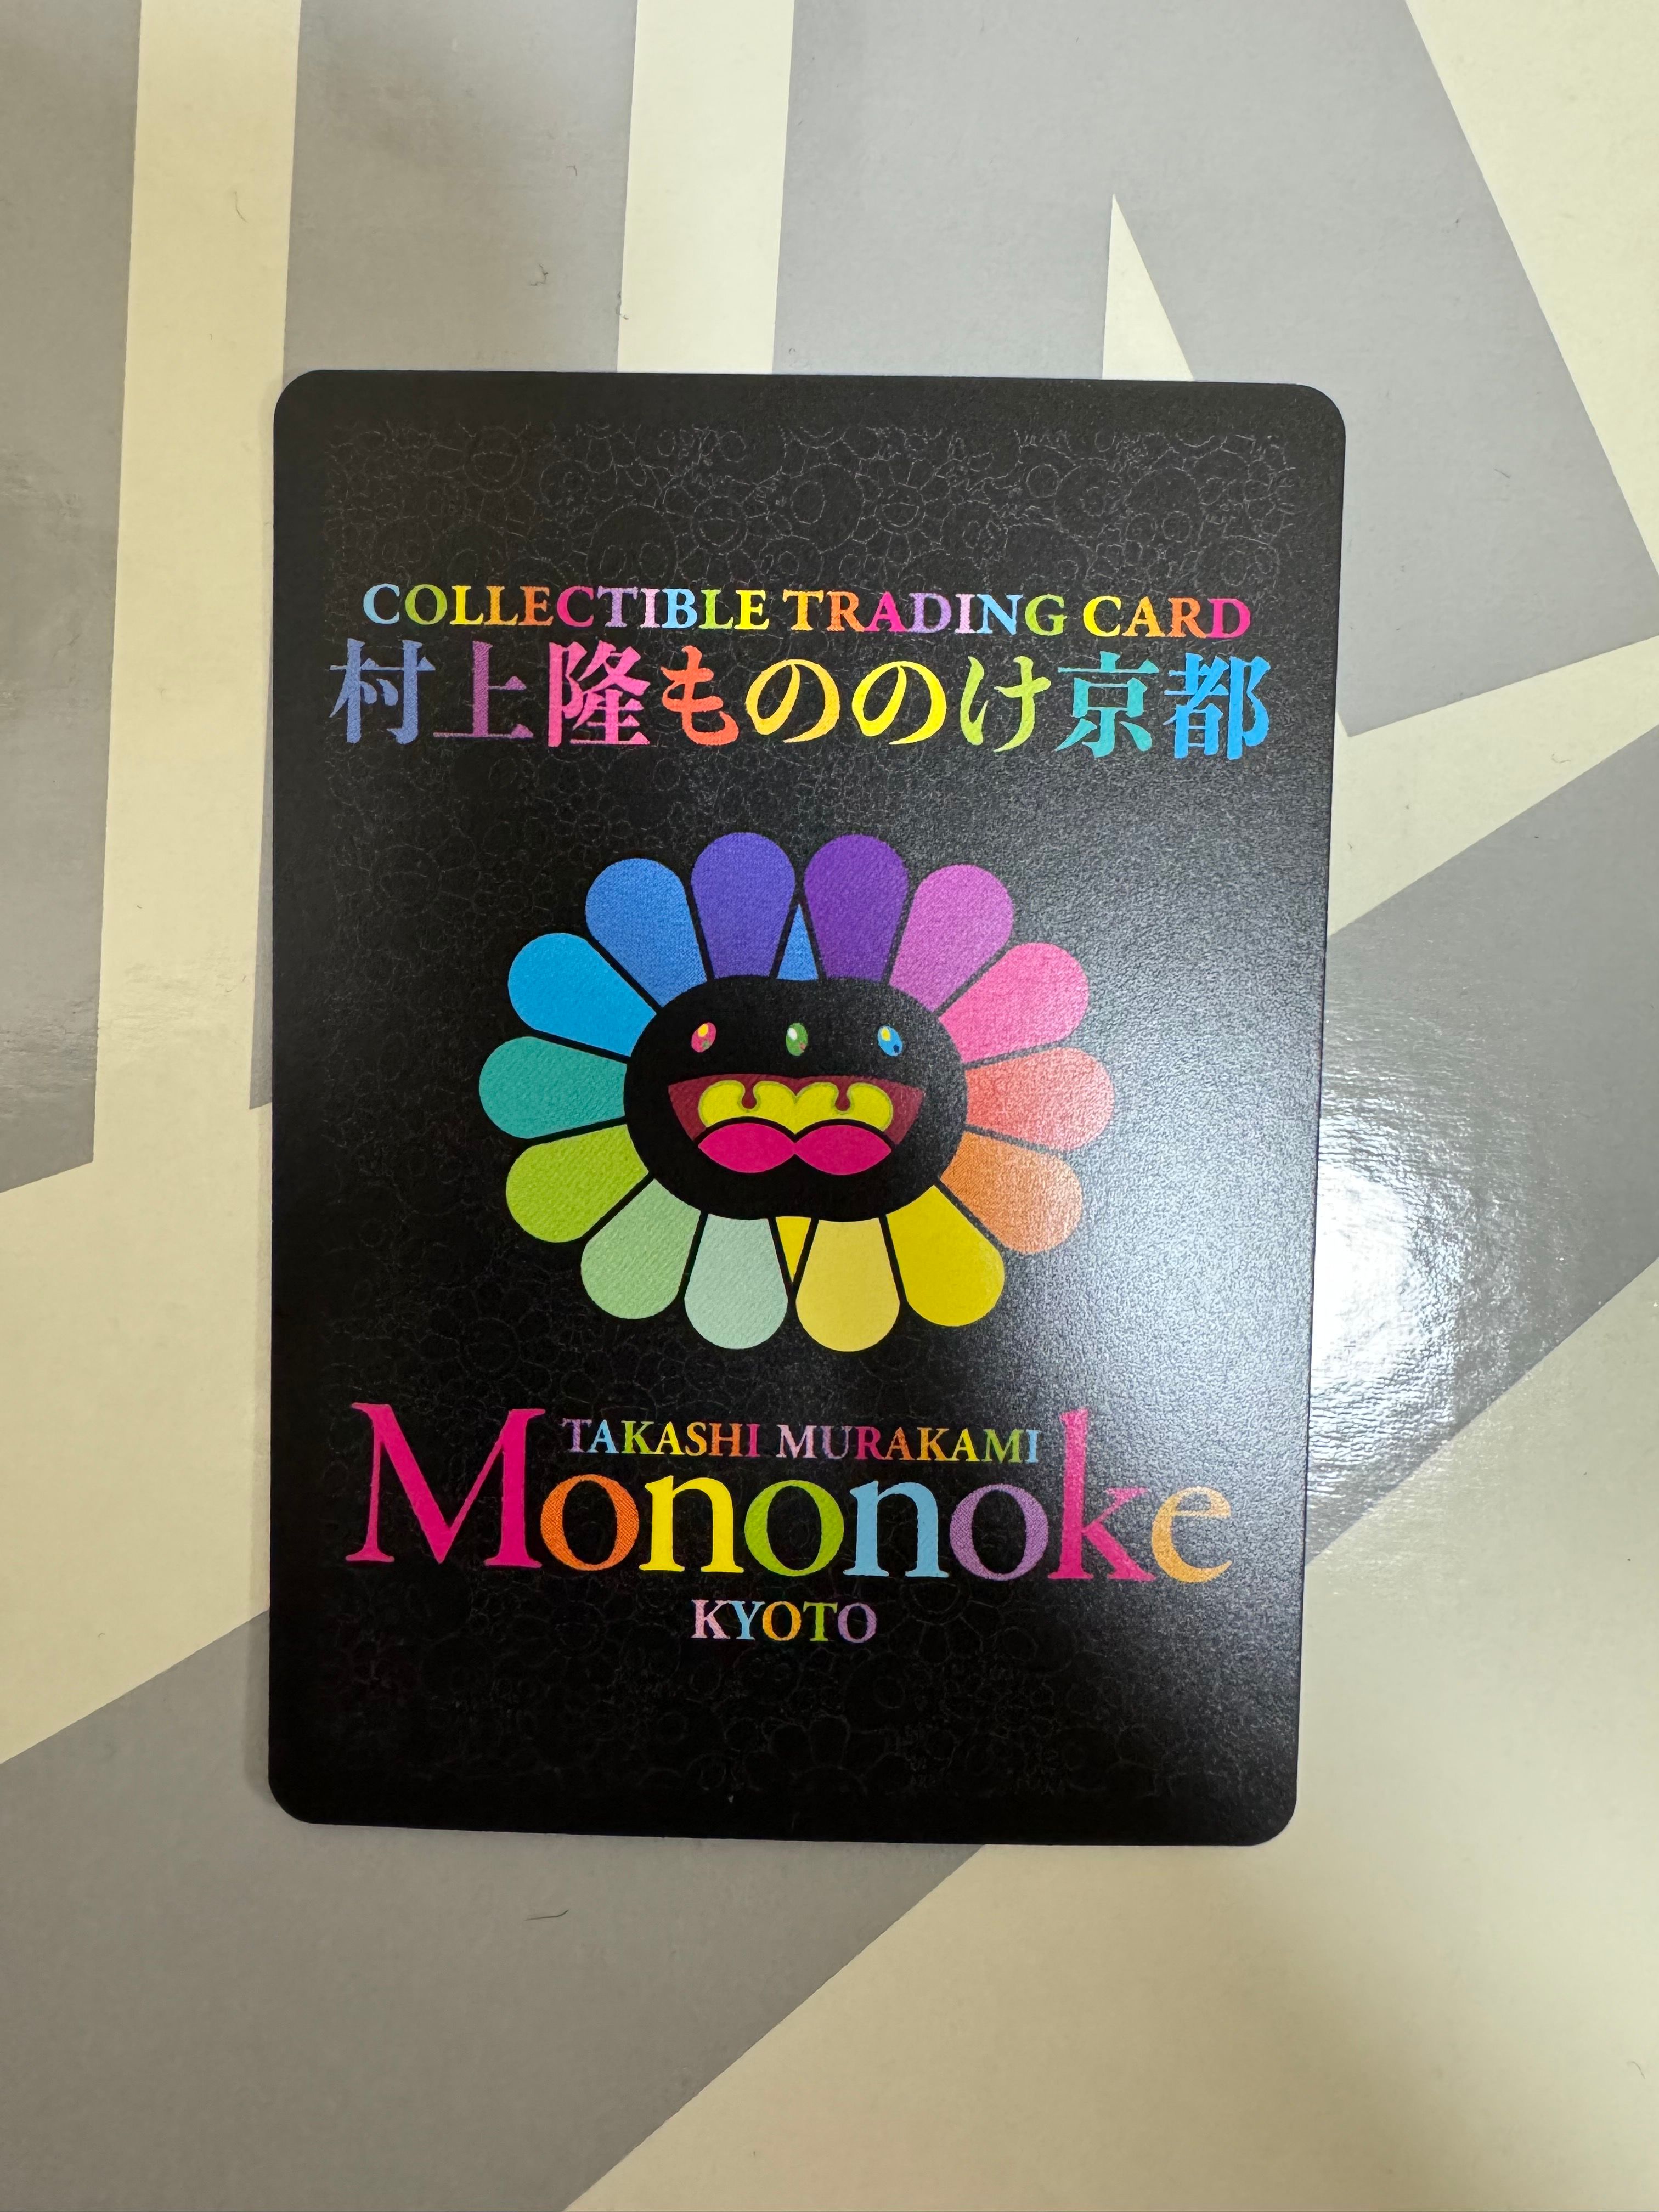 COLLECTIBLE TRADING CARD
村上隆もののけ京都
TAKASHI MURAKAMI
Mononoke
KYOTO